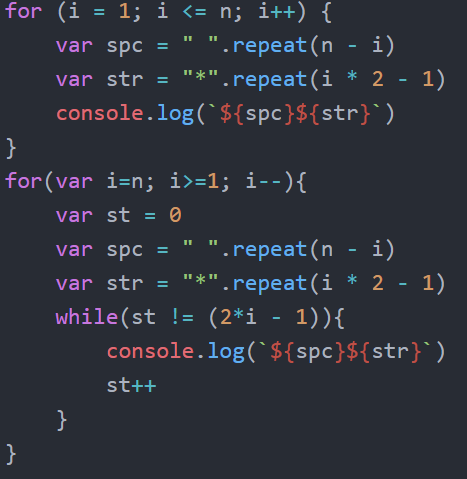 for (i = 1; i <= n; i++) {
    var spc = " ".repeat(n - i)
    var str = "*".repeat(i * 2 - 1)
    console.log(`${spc}${str}`)
}
for(var i=n; i>=1; i--){
    var st = 0
    var spc = " ".repeat(n - i)
    var str = "*".repeat(i * 2 - 1)
    while(st != (2*i - 1)){
        console.log(`${spc}${str}`)
        st++
    }
}